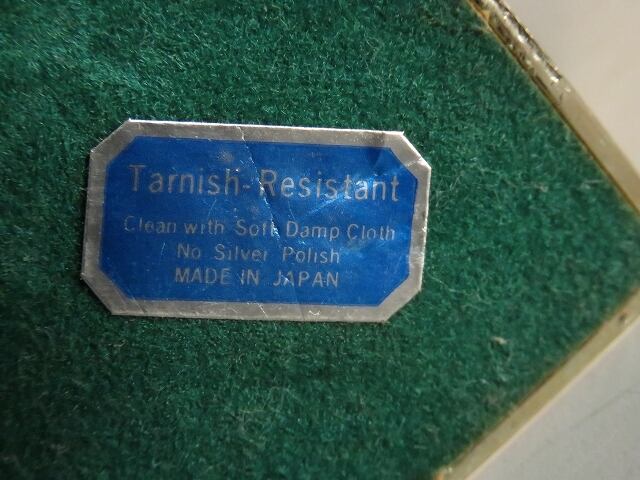 Tarnish-Resistant
Clean with Soft Damp Cloth
No Silver Polish
MADE IN JAPAN